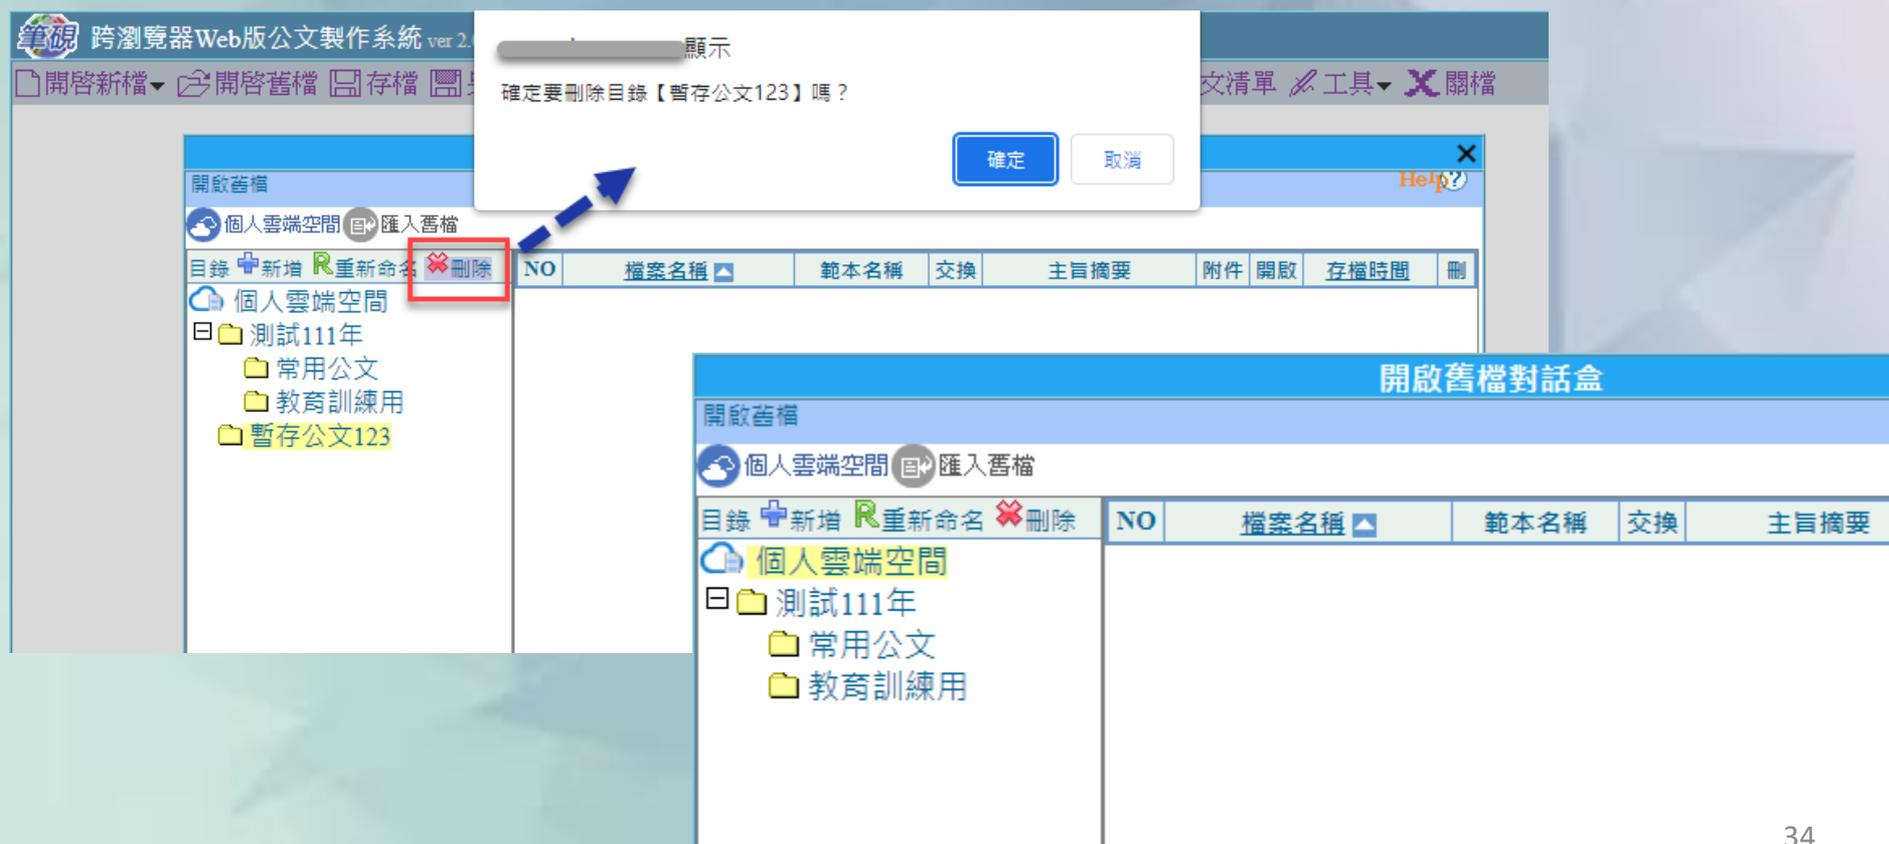 筆硯 跨瀏覽器Web版公文製作系統 ver 2.
開啓新檔 開啓舊檔 存檔
文清單 工具 關檔
顯示
確定要刪除目錄【暫存公文123】嗎？
確定 取消
開啟舊檔
Help?
個人雲端空間 匯入舊檔
目錄 新增 R重新命名 刪除 NO 檔案名稱 範本名稱 交換 主旨摘要 附件 開啟 存檔時間 刪
個人雲端空間
測試111年
常用公文
教育訓練用
暫存公文123
開啟舊檔對話盒
開啟舊檔
個人雲端空間 匯入舊檔
目錄 新增 R重新命名 刪除 NO 檔案名稱 範本名稱 交換 主旨摘要
個人雲端空間
測試111年
常用公文
教育訓練用
34